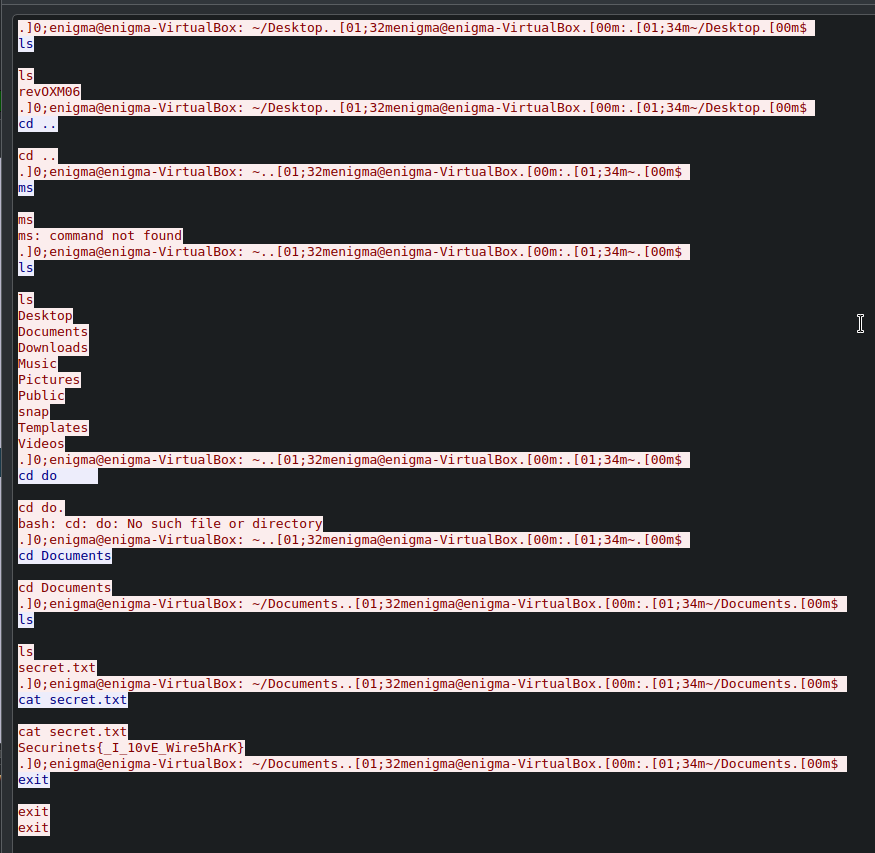 .]0;enigma@enigma-VirtualBox: ~/Desktop..[01;32menigma@enigma-VirtualBox.[00m:.[01;34m~/Desktop.[00m$
ls
ls
revOXM06
.]0;enigma@enigma-VirtualBox: ~/Desktop..[01;32menigma@enigma-VirtualBox.[00m:.[01;34m~/Desktop.[00m$
cd ..
cd ..
.]0;enigma@enigma-VirtualBox: ~..[01;32menigma@enigma-VirtualBox.[00m:.[01;34m~.[00m$
ms
ms
ms: command not found
.]0;enigma@enigma-VirtualBox: ~..[01;32menigma@enigma-VirtualBox.[00m:.[01;34m~.[00m$
ls
ls
Desktop
Documents
Downloads
Music
Pictures
Public
snap
Templates
Videos
.]0;enigma@enigma-VirtualBox: ~..[01;32menigma@enigma-VirtualBox.[00m:.[01;34m~.[00m$
cd do
cd do.
bash: cd: do: No such file or directory
.]0;enigma@enigma-VirtualBox: ~..[01;32menigma@enigma-VirtualBox.[00m:.[01;34m~.[00m$
cd Documents
cd Documents
.]0;enigma@enigma-VirtualBox: ~/Documents..[01;32menigma@enigma-VirtualBox.[00m:.[01;34m~/Documents.[00m$
ls
ls
secret.txt
.]0;enigma@enigma-VirtualBox: ~/Documents..[01;32menigma@enigma-VirtualBox.[00m:.[01;34m~/Documents.[00m$
cat secret.txt
cat secret.txt
Securinets{_I_10vE_Wire5hArK}
.]0;enigma@enigma-VirtualBox: ~/Documents..[01;32menigma@enigma-VirtualBox.[00m:.[01;34m~/Documents.[00m$
exit
exit
exit